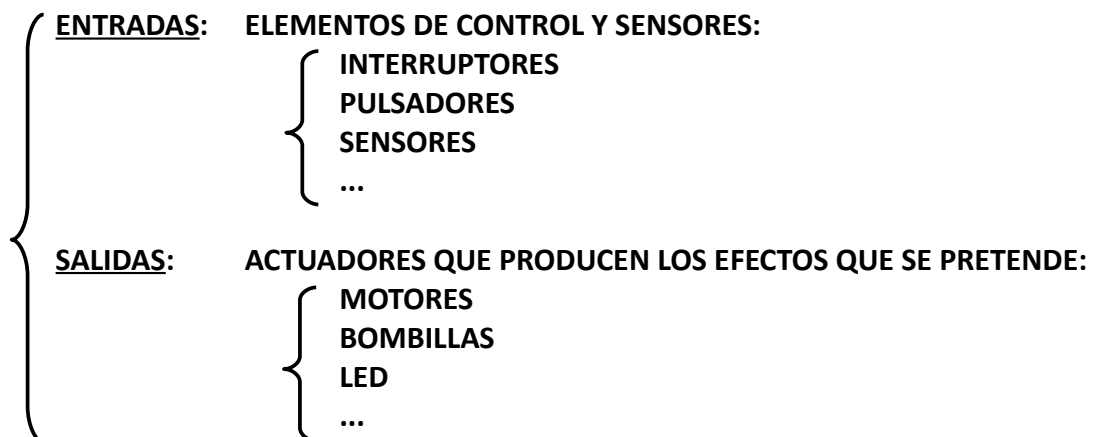 ENTRADAS: ELEMENTOS DE CONTROL Y SENSORES:
INTERRUPTORES
PULSADORES
SENSORES
...
SALIDAS: ACTUADORES QUE PRODUCEN LOS EFECTOS QUE SE PRETENDE:
MOTORES
BOMBILLAS
LED
...